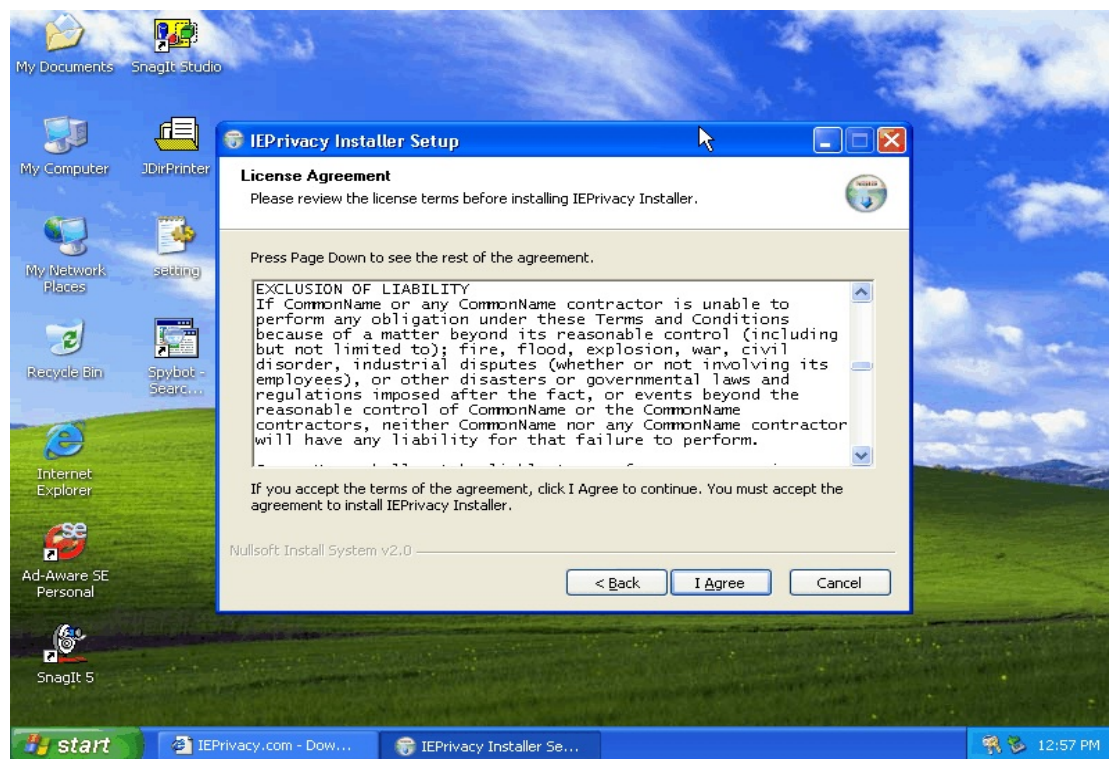 My Documents
SnagIt Studio
My Computer
JDirPrinter
My Network
Places
setting
Recycle Bin
Spybot -
Searc...
Internet
Explorer
Ad-Aware SE
Personal
SnagIt 5
IEPrivacy Installer Setup
License Agreement
Please review the license terms before installing IEPrivacy Installer.
Press Page Down to see the rest of the agreement.
EXCLUSION OF LIABILITY
If CommonName or any CommonName contractor is unable to
perform any obligation under these Terms and Conditions
because of a matter beyond its reasonable control (including
but not limited to); fire, flood, explosion, war, civil
disorder, industrial disputes (whether or not involving its
employees), or other disasters or governmental laws and
regulations imposed after the fact, or events beyond the
reasonable control of CommonName or the CommonName
contractors, neither CommonName nor any CommonName contractor
will have any liability for that failure to perform.
If you accept the terms of the agreement, click I Agree to continue. You must accept the
agreement to install IEPrivacy Installer.
Nullsoft Install System v2.0
< Back
I Agree
Cancel
start
IEPrivacy.com - Dow...
IEPrivacy Installer Se...
12:57 PM